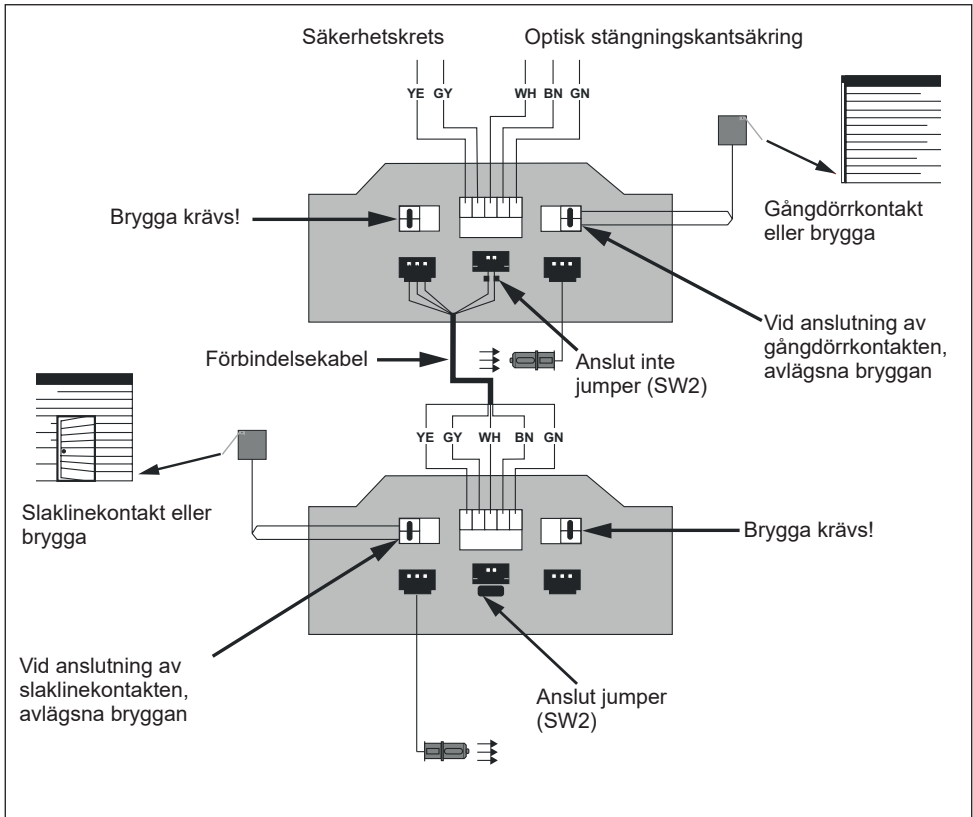 Säkerhetskrets
Optisk stängningskantsäkring
YE GY WH BN GN
Brygga krävs!
Gångdörrkontakt
eller brygga
Vid anslutning av
gångdörrkontakten,
avlägsna bryggan
Förbindelsekabel
Anslut inte
jumper (SW2)
YE GY WH BN GN
Slaklinekontakt eller
brygga
Brygga krävs!
Vid anslutning av
slaklinekontakten,
avlägsna bryggan
Anslut jumper
(SW2)